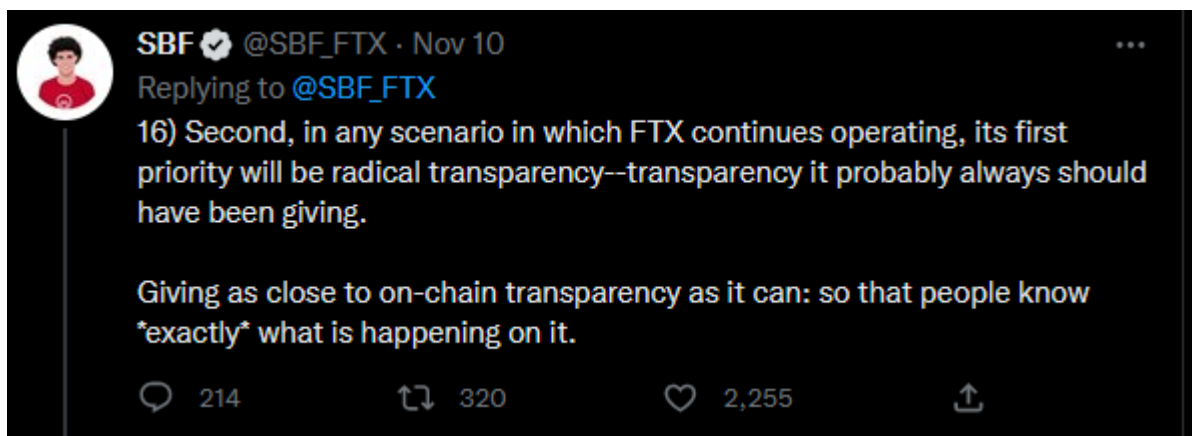 SBF @SBF_FTX · Nov 10
Replying to @SBF_FTX
16) Second, in any scenario in which FTX continues operating, its first
priority will be radical transparency--transparency it probably always should
have been giving.
Giving as close to on-chain transparency as it can: so that people know
*exactly* what is happening on it.
214 320 2,255